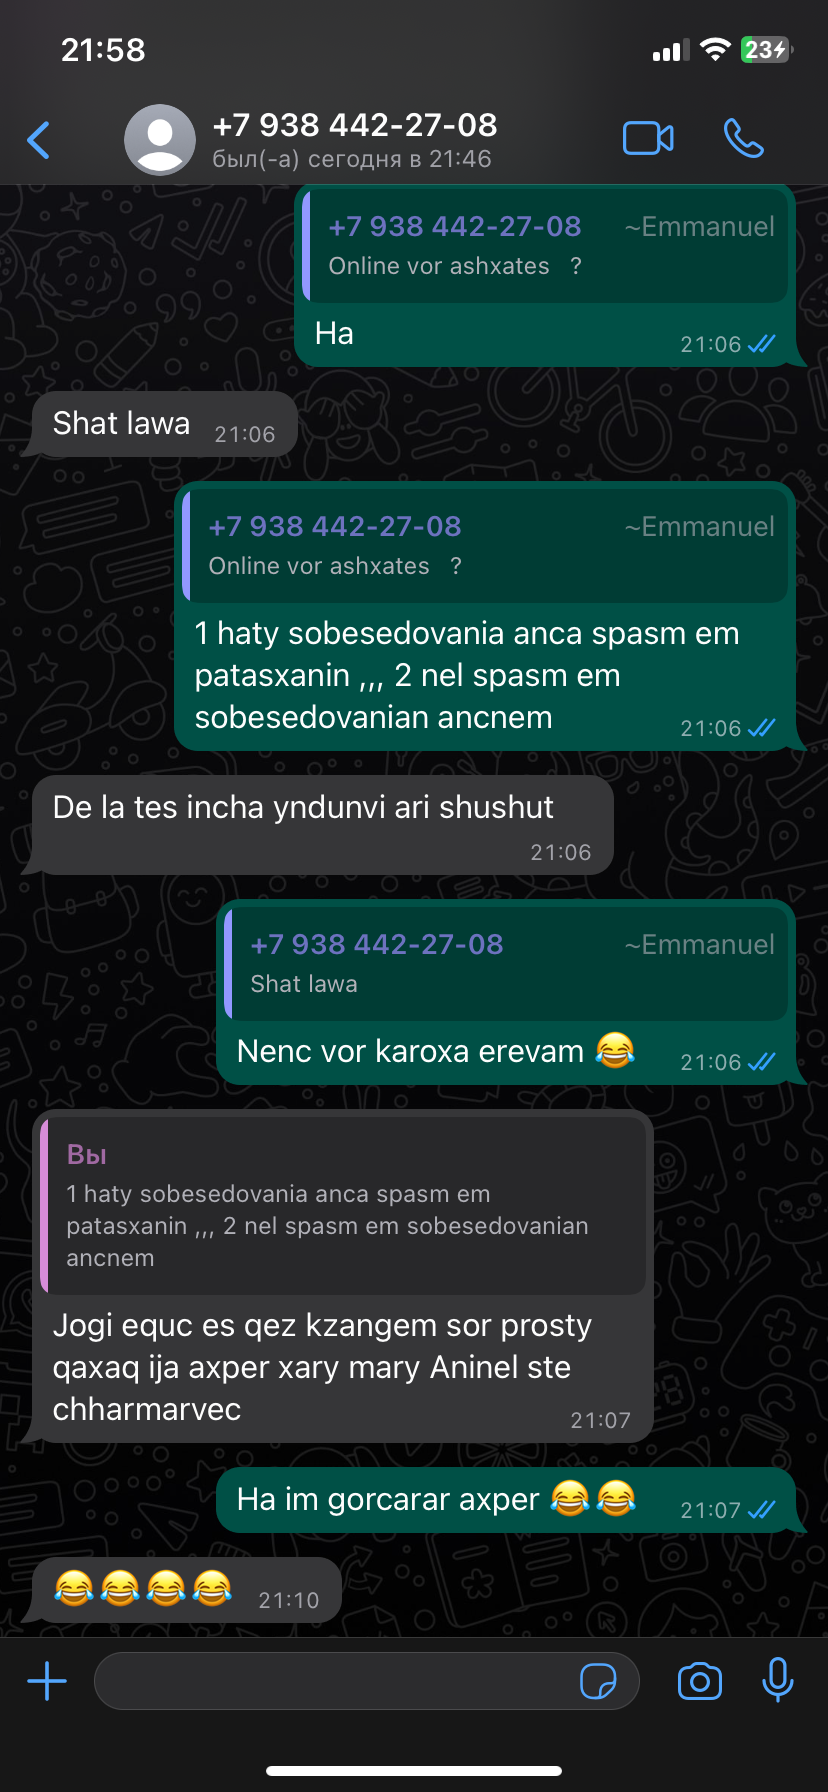 21:58
23
+7 938 442-27-08
был(-а) сегодня в 21:46
+7 938 442-27-08 ~Emmanuel
Online vor ashxates ?
Ha
21:06
Shat lawa
21:06
+7 938 442-27-08 ~Emmanuel
Online vor ashxates ?
1 haty sobesedovania anca spasm em
patasxanin ,,, 2 nel spasm em
sobesedovanian ancnem
21:06
De la tes incha yndunvi ari shushut
21:06
+7 938 442-27-08 ~Emmanuel
Shat lawa
Nenc vor karoxa erevam 😂
21:06
Вы
1 haty sobesedovania anca spasm em
patasxanin ,,, 2 nel spasm em sobesedovanian
ancnem
Jogi equc es qez kzangem sor prosty
qaxaq ija axper xary mary Aninel ste
chharmarvec
21:07
Ha im gorcarar axper 😂😂
21:07
😂😂😂😂
21:10